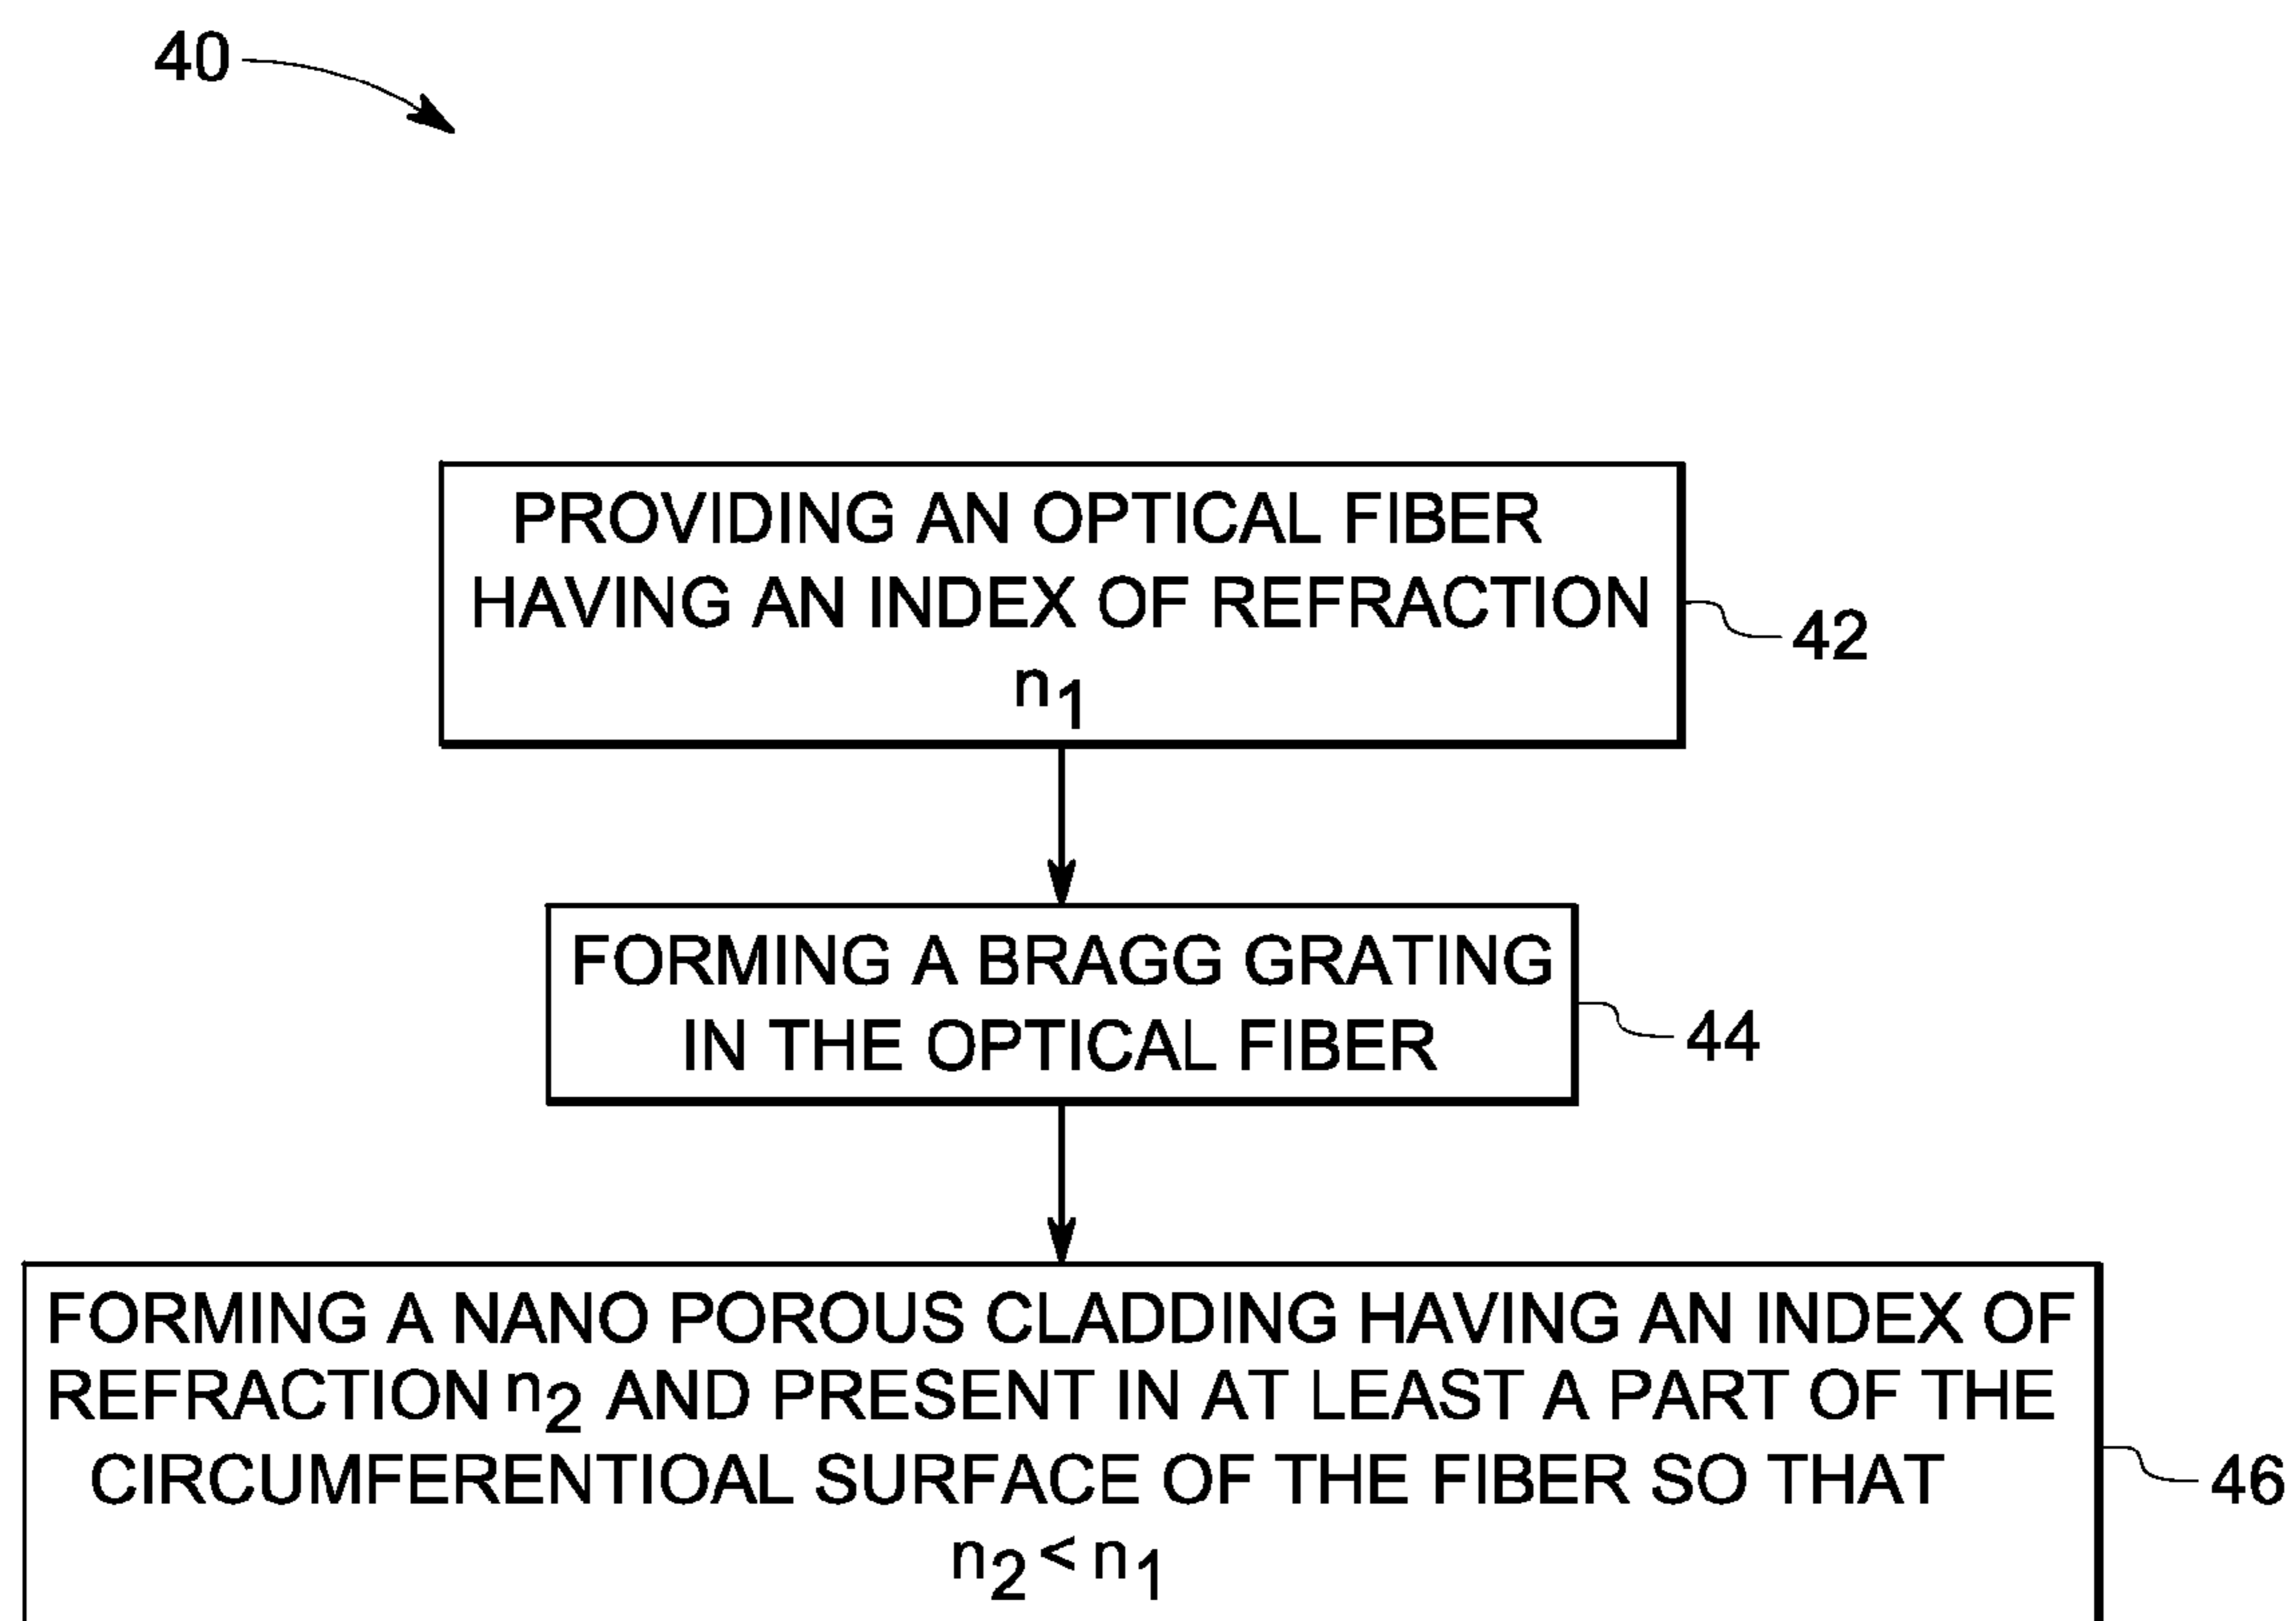 40
PROVIDING AN OPTICAL FIBER
HAVING AN INDEX OF REFRACTION
n1
42
FORMING A BRAGG GRATING
IN THE OPTICAL FIBER
44
FORMING A NANO POROUS CLADDING HAVING AN INDEX OF
REFRACTION n2 AND PRESENT IN AT LEAST A PART OF THE
CIRCUMFERENTIOAL SURFACE OF THE FIBER SO THAT
n2 < n1
46